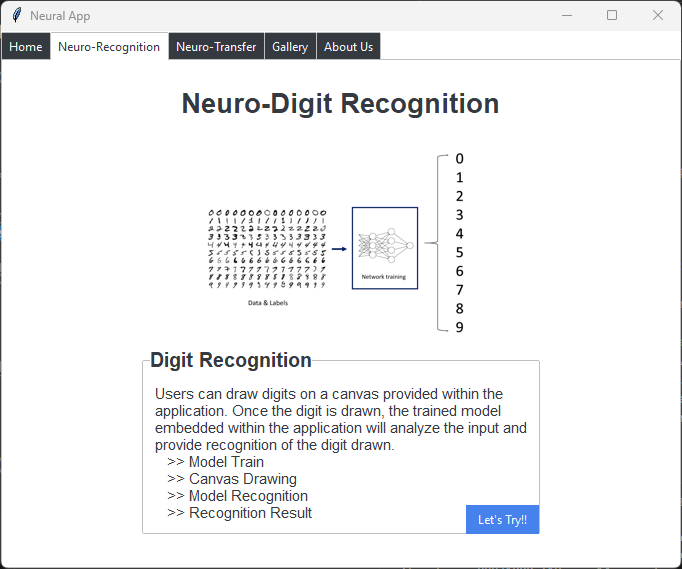 Neural App
Home Neuro-Recognition Neuro-Transfer Gallery About Us
Neuro-Digit Recognition
0
1
2
3
4
5
6
7
8
9
Network training
Data & Labels
Digit Recognition
Users can draw digits on a canvas provided within the
application. Once the digit is drawn, the trained model
embedded within the application will analyze the input and
provide recognition of the digit drawn.
>> Model Train
>> Canvas Drawing
>> Model Recognition
>> Recognition Result
Let's Try!!